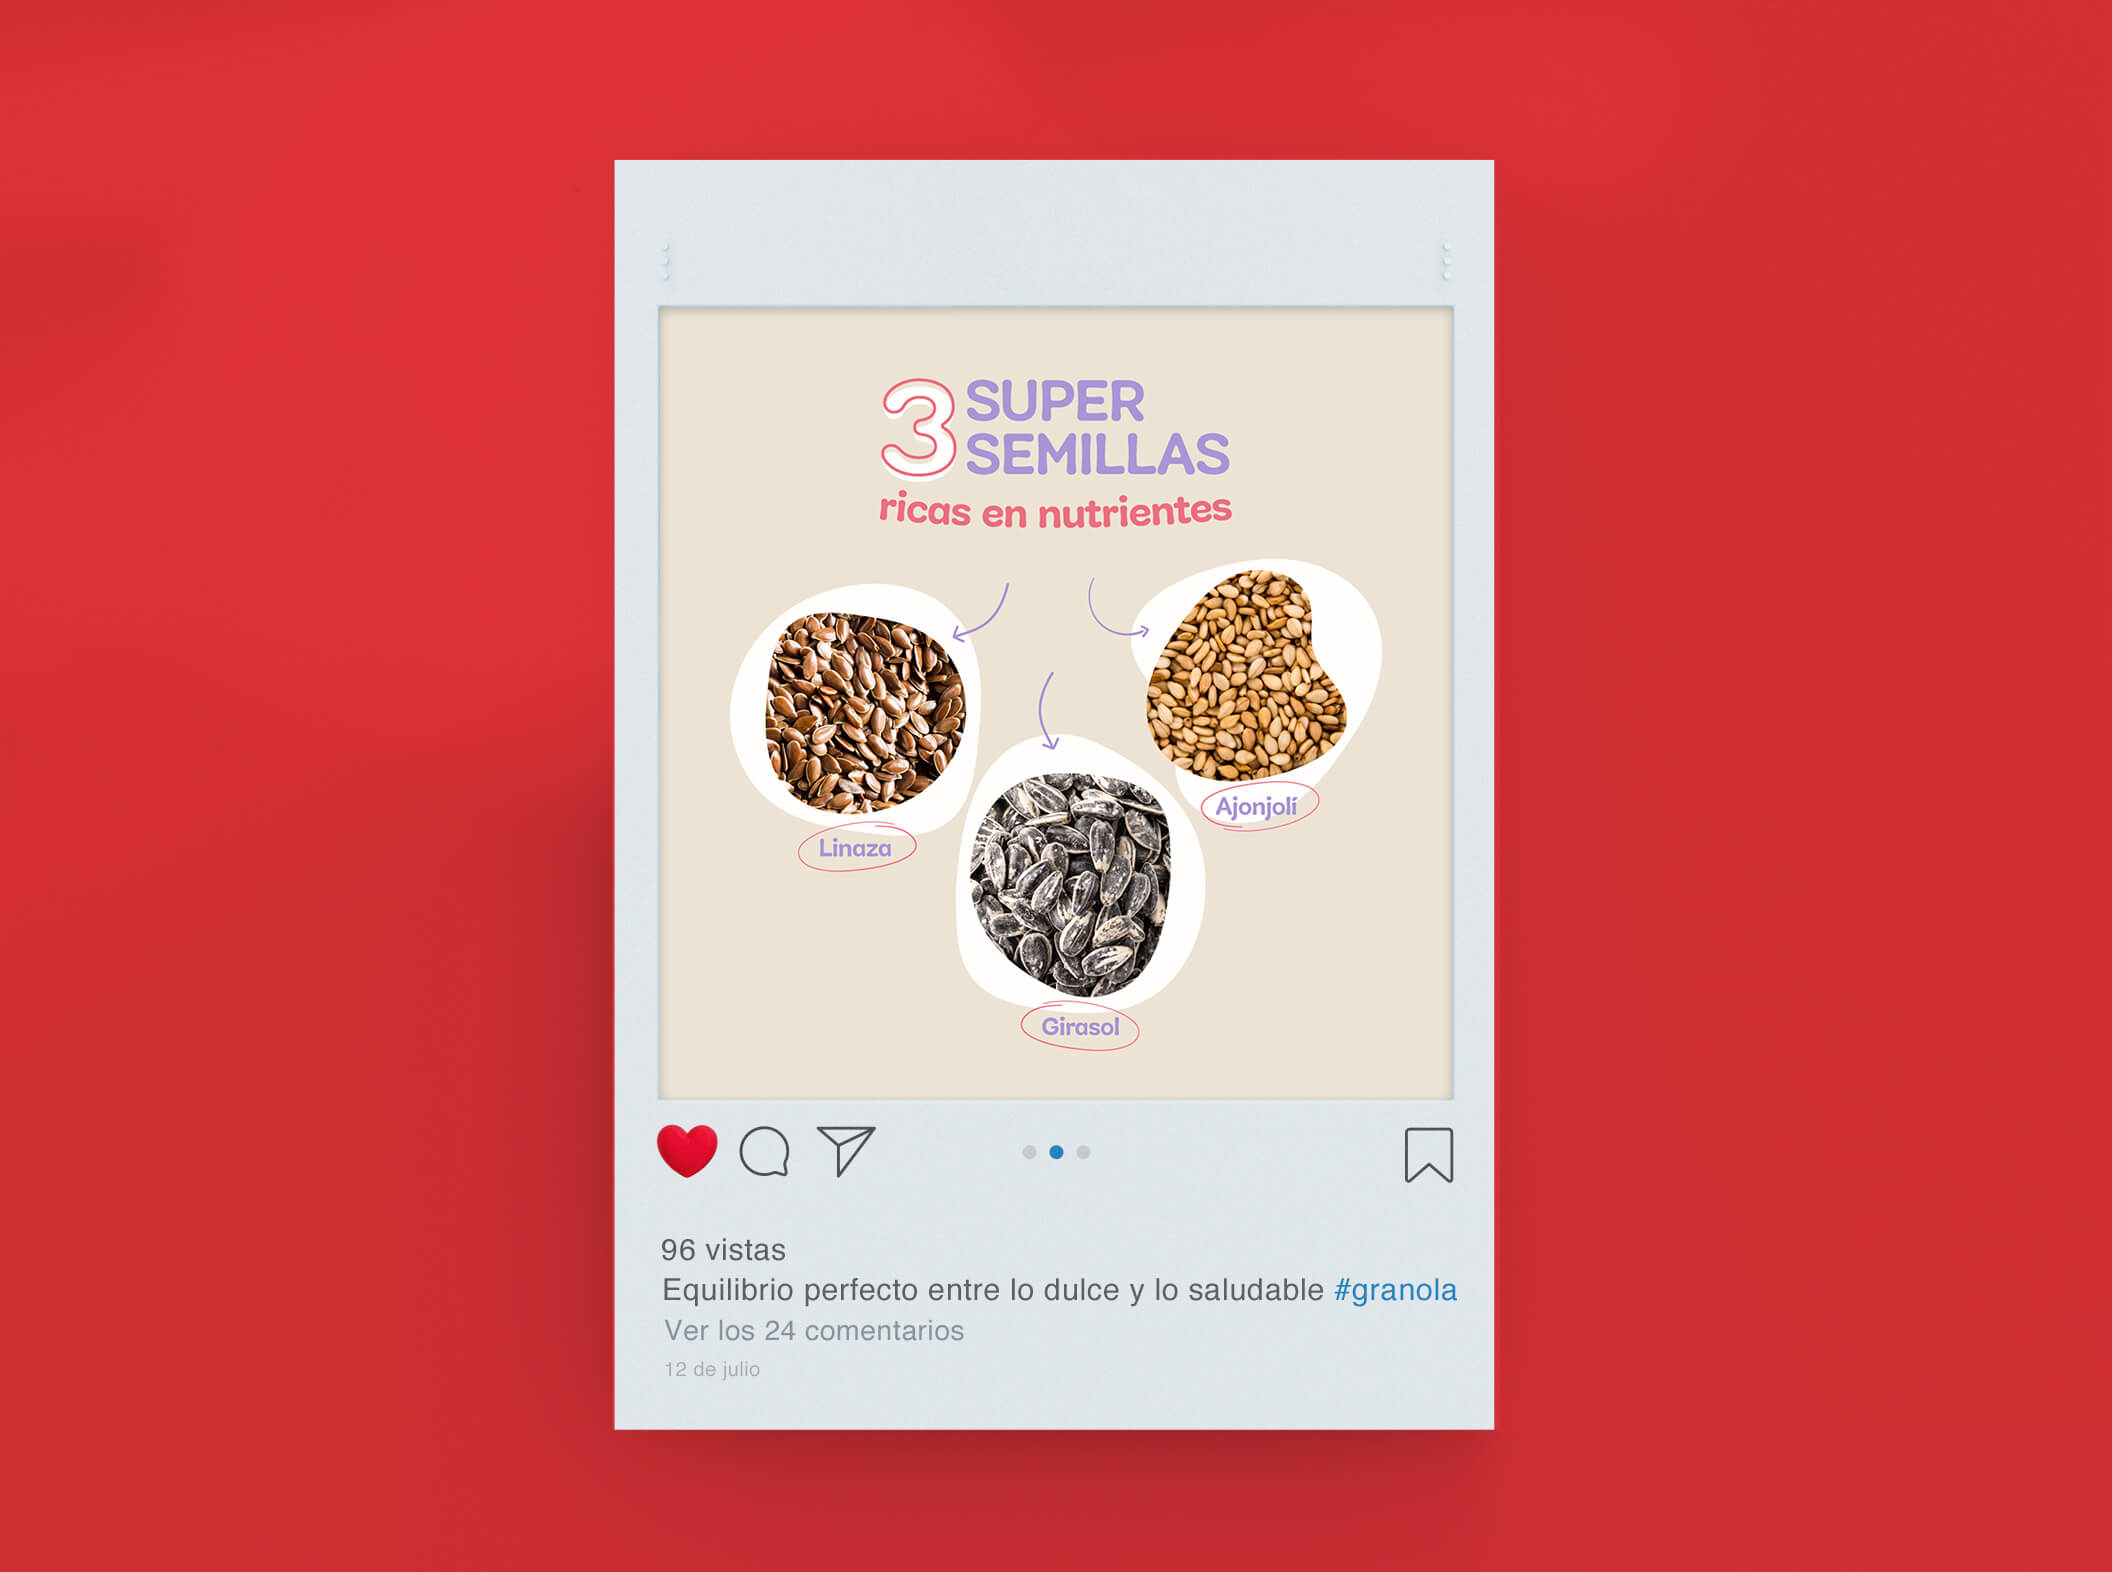 3 SUPER
SEMILLAS
ricas en nutrientes
Linaza
Ajonjolí
Girasol
96 vistas
Equilibrio perfecto entre lo dulce y lo saludable #granola
Ver los 24 comentarios
12 de julio